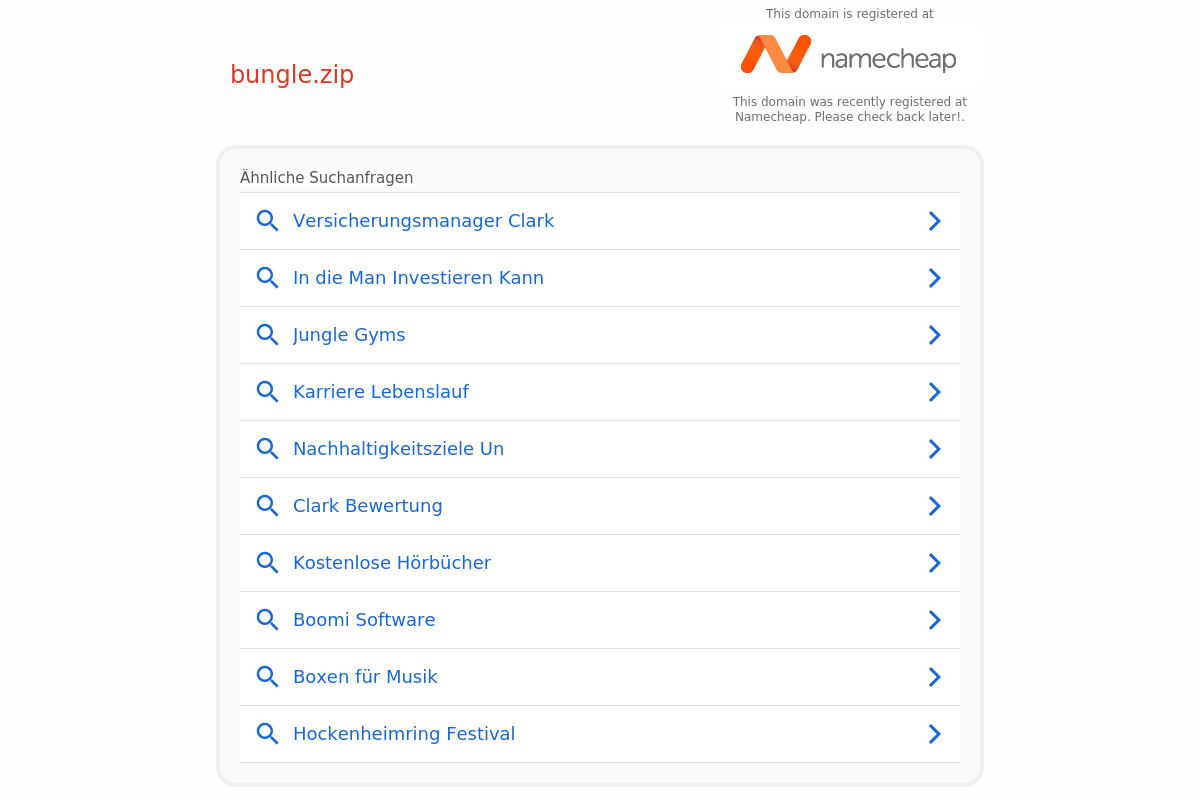 This domain is registered at
namecheap
bungle.zip
This domain was recently registered at
Namecheap. Please check back later!.
Ähnliche Suchanfragen
Versicherungsmanager Clark
In die Man Investieren Kann
Jungle Gyms
Karriere Lebenslauf
Nachhaltigkeitsziele Un
Clark Bewertung
Kostenlose Hörbücher
Boomi Software
Boxen für Musik
Hockenheimring Festival